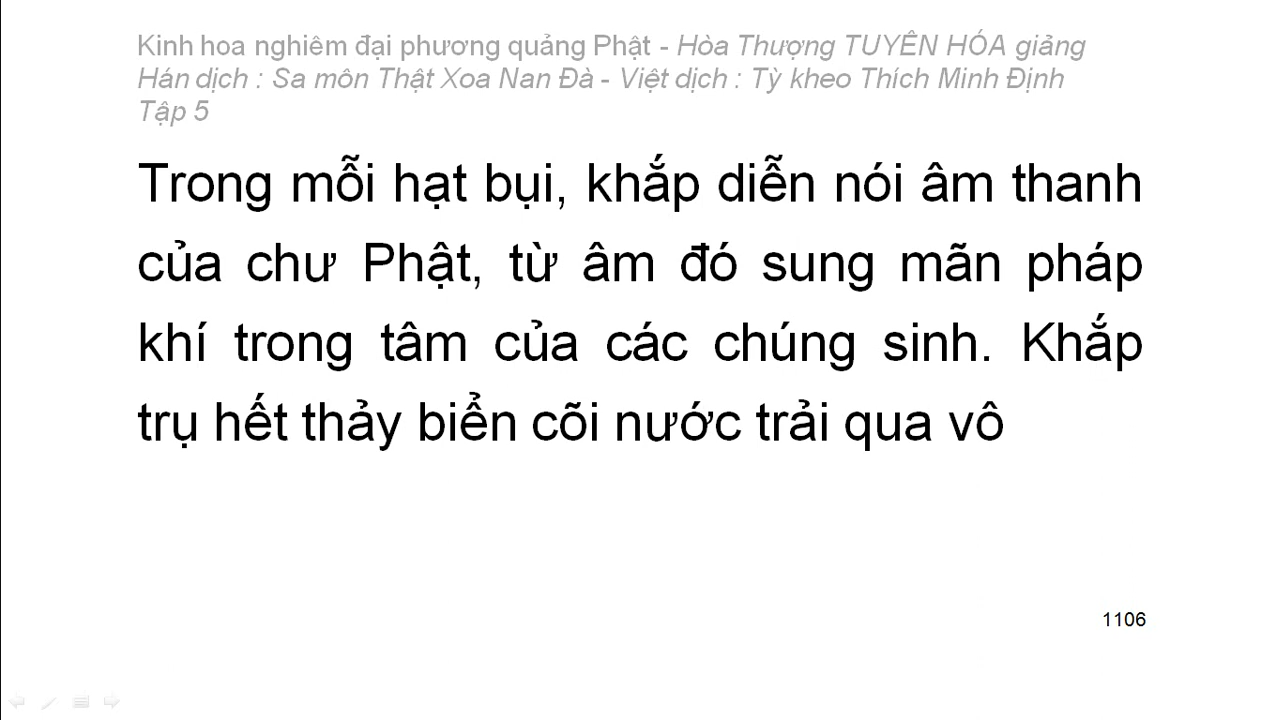 Kinh hoa nghiêm đại phương quảng Phật - Hòa Thượng TUYÊN HÓA giảng
Hán dịch : Sa môn Thật Xoa Nan Đà - Việt dịch : Tỳ kheo Thích Minh Định
Tập 5
Trong mỗi hạt bụi, khắp diễn nói âm thanh
của chư Phật, từ âm đó sung mãn pháp
khí trong tâm của các chúng sinh. Khắp
trụ hết thảy biển cõi nước trải qua vô
1106